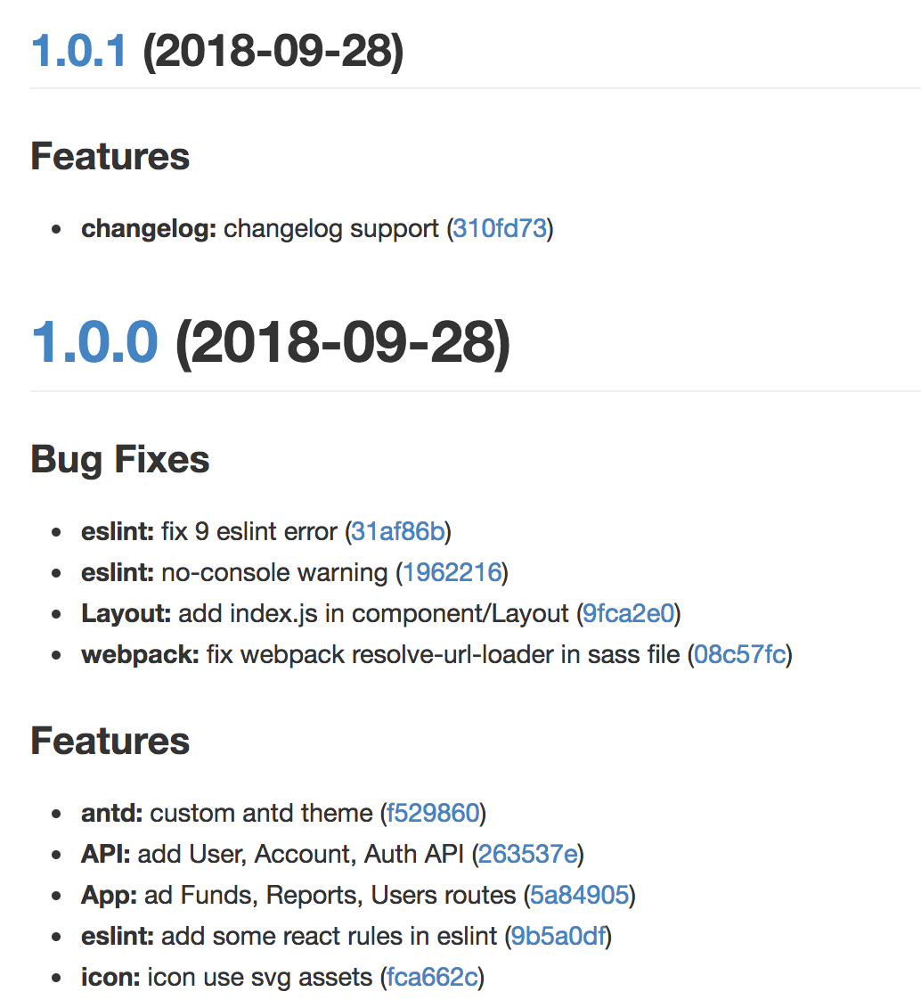 1.0.1 (2018-09-28)
Features
changelog: changelog support (310fd73)
1.0.0 (2018-09-28)
Bug Fixes
eslint: fix 9 eslint error (31af86b)
eslint: no-console warning (1962216)
Layout: add index.js in component/Layout (9fca2e0)
webpack: fix webpack resolve-url-loader in sass file (08c57fc)
Features
antd: custom antd theme (f529860)
API: add User, Account, Auth API (263537e)
App: ad Funds, Reports, Users routes (5a84905)
eslint: add some react rules in eslint (9b5a0df)
icon: icon use svg assets (fca662c)